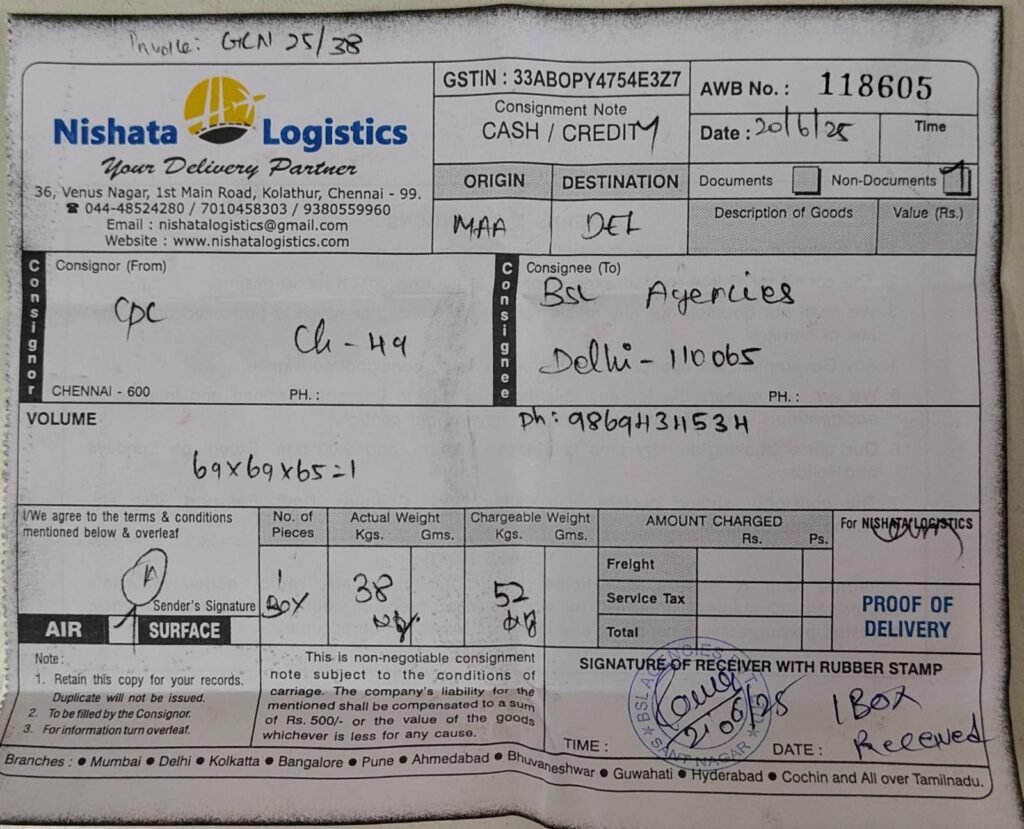 Invoice: GCN 25/38
Nishata Logistics
Your Delivery Partner
36, Venus Nagar, 1st Main Road, Kolathur, Chennai - 99.
☎ 044-48524280 / 7010458303 / 9380559960
Email : nishatalogistics@gmail.com
Website : www.nishatalogistics.com
GSTIN : 33ABOPY4754E3Z7
Consignment Note
CASH / CREDIT
AWB No. : 118605
Date : 20/6/25
Time
ORIGIN
DESTINATION
MAA
DEL
Documents
Non-Documents
Description of Goods
Value (Rs.)
Consignor
Consignor (From)
CPC
Ch - 49
CHENNAI - 600
PH. :
Consignee
Consignee (To)
BSL Agencies
Delhi - 110065
PH. :
Ph : 9869434534
VOLUME
69x69x65=1
I/We agree to the terms & conditions
mentioned below & overleaf
Sender's Signature
AIR
SURFACE
No. of
Pieces
1
BOX
Actual Weight
Kgs. Gms.
38
Chargeable Weight
Kgs. Gms.
52
AMOUNT CHARGED
Rs. Ps.
Freight
Service Tax
Total
For NISHATA LOGISTICS
PROOF OF
DELIVERY
Note :
1. Retain this copy for your records.
Duplicate will not be issued.
2. To be filled by the Consignor.
3. For information turn overleaf.
This is non-negotiable consignment
note subject to the conditions of
carriage. The company's liability for the
mentioned shall be compensated to a sum
of Rs. 500/- or the value of the goods
whichever is less for any cause.
SIGNATURE OF RECEIVER WITH RUBBER STAMP
BSL AGENCIES
★ SANT NAGAR ★
1 BOX
Received
TIME :
DATE :
Branches : ● Mumbai ● Delhi ● Kolkatta ● Bangalore ● Pune ● Ahmedabad ● Bhuvaneshwar ● Guwahati ● Hyderabad ● Cochin and All over Tamilnadu.